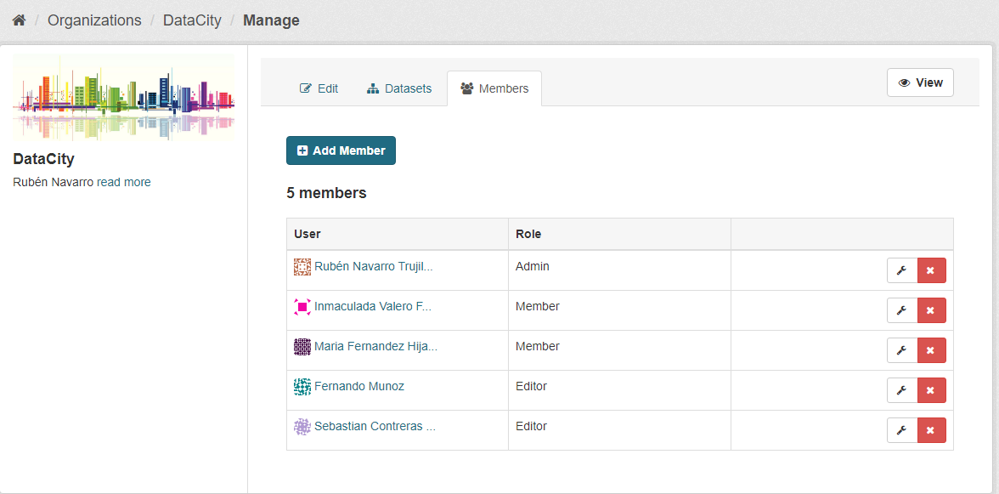 / Organizations / DataCity / Manage
Edit Datasets Members View
DataCity
Rubén Navarro read more
Add Member
5 members
User Role
Rubén Navarro Trujil... Admin
Inmaculada Valero F... Member
Maria Fernandez Hija... Member
Fernando Munoz Editor
Sebastian Contreras ... Editor